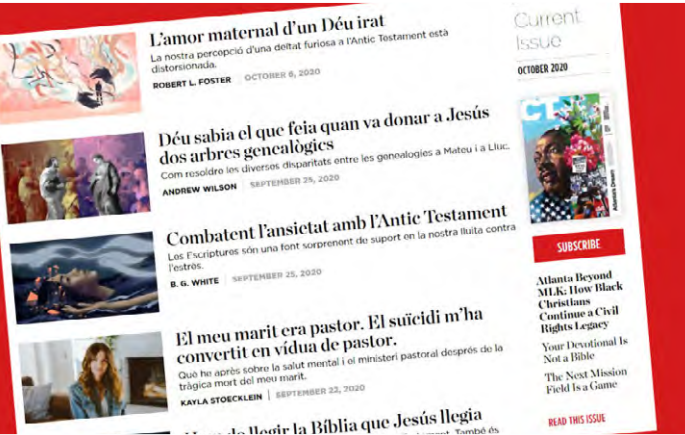 L'amor maternal d'un Déu irat
La nostra percepció d'una deïtat furiosa a l'Antic Testament està
distorsionada.
ROBERT L. FOSTER | OCTOBER 6, 2020
Déu sabia el que feia quan va donar a Jesús
dos arbres genealògics
Com resoldre les diverses disparitats entre les genealogies a Mateu i a Lluc.
ANDREW WILSON | SEPTEMBER 25, 2020
Combatent l'ansietat amb l'Antic Testament
Les Escriptures són una font sorprenent de suport en la nostra lluita contra
l'estrès.
B. G. WHITE | SEPTEMBER 25, 2020
El meu marit era pastor. El suïcidi m'ha
convertit en vídua de pastor.
Què he après sobre la salut mental i el ministeri pastoral després de la
tràgica mort del meu marit.
KAYLA STOECKLEIN | SEPTEMBER 22, 2020
llegir la Bíblia que Jesús llegia
També és
Current
Issue
OCTOBER 2020
CT
SUBSCRIBE
Atlanta Beyond
MLK: How Black
Christians
Continue a Civil
Rights Legacy
Your Devotional Is
Not a Bible
The Next Mission
Field Is a Game
READ THIS ISSUE